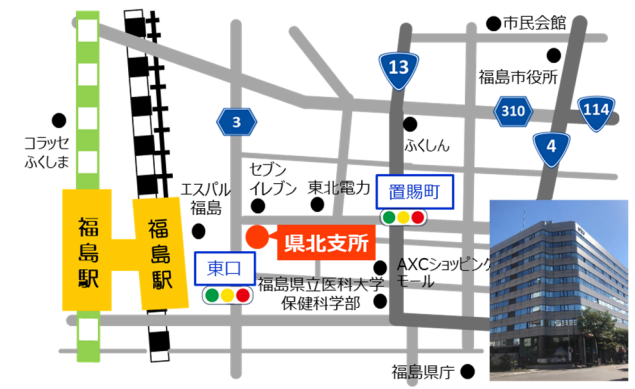 市民会館
13
福島市役所
310
114
3
4
コラッセ
ふくしま
ふくしん
セブン
イレブン
エスパル
福島
東北電力
置賜町
福島駅
福島駅
県北支所
東口
AXCショッピング
モール
福島県立医科大学
保健科学部
福島県庁